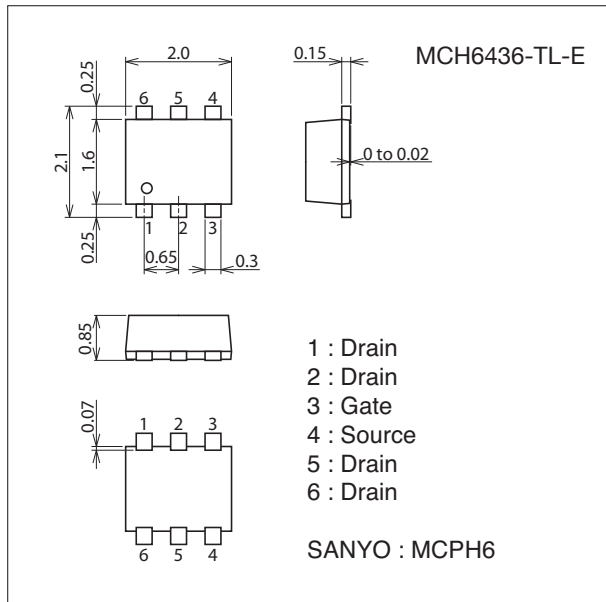 MCH6436-TL-E
0.25
2.0
0.15
6 5 4
2.1
1.6
0 to 0.02
0.25
1 2 3
0.65
0.3
0.85
1 : Drain
2 : Drain
3 : Gate
4 : Source
5 : Drain
6 : Drain
0.07
1 2 3
6 5 4
SANYO : MCPH6